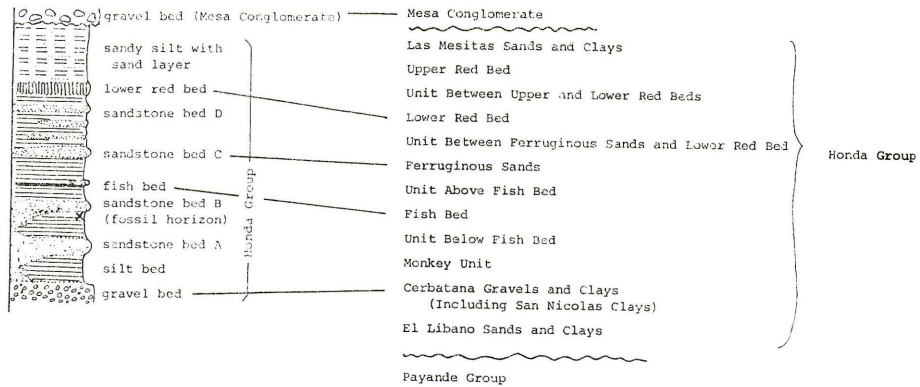 gravel bed (Mesa Conglomerate)
sandy silt with
sand layer
lower red bed
sandstone bed D
sandstone bed C
fish bed
sandstone bed B
(fossil horizon)
sandstone bed A
silt bed
gravel bed
Honda Group
Mesa Conglomerate
Las Mesitas Sands and Clays
Upper Red Bed
Unit Between Upper and Lower Red Beds
Lower Red Bed
Unit Between Ferruginous Sands and Lower Red Bed
Ferruginous Sands
Unit Above Fish Bed
Fish Bed
Unit Below Fish Bed
Monkey Unit
Cerbatana Gravels and Clays
(Including San Nicolas Clays)
El Libano Sands and Clays
Payande Group
Honda Group